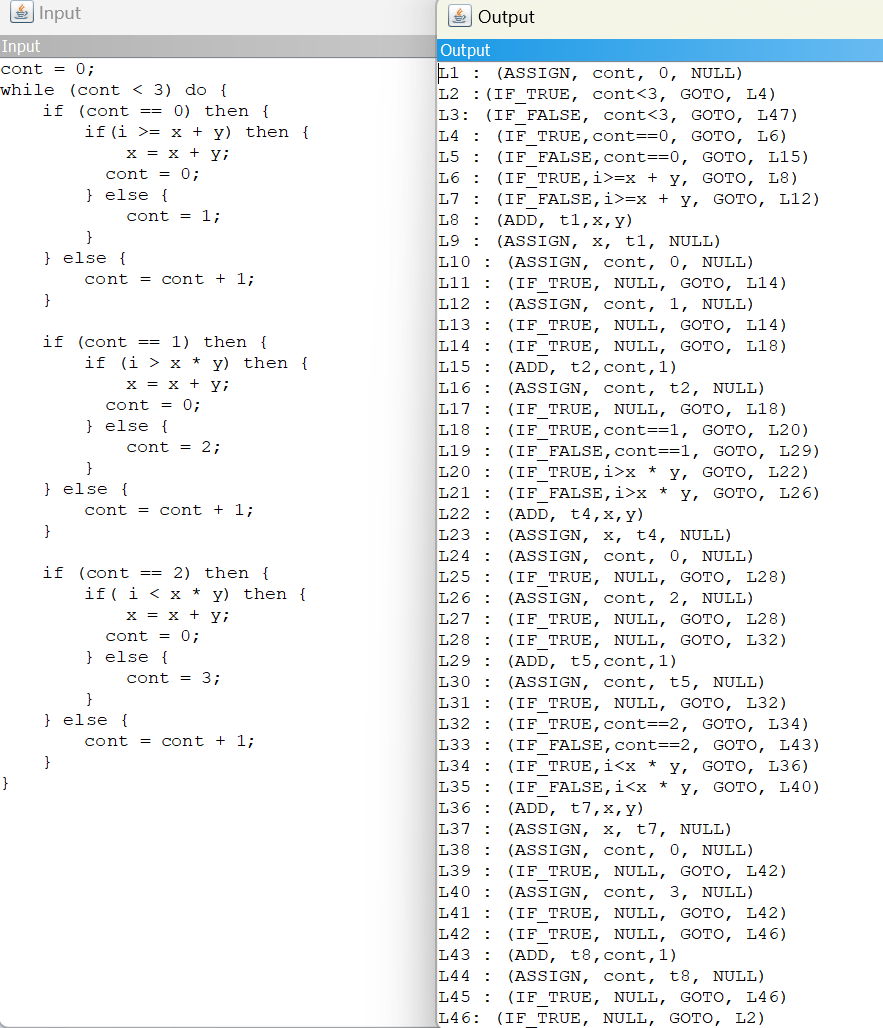 Input
Input
cont = 0;
while (cont < 3) do {
    if (cont == 0) then {
        if(i >= x + y) then {
            x = x + y;
          cont = 0;
        } else {
            cont = 1;
        }
    } else {
        cont = cont + 1;
    }

    if (cont == 1) then {
        if (i > x * y) then {
            x = x + y;
          cont = 0;
        } else {
            cont = 2;
        }
    } else {
        cont = cont + 1;
    }

    if (cont == 2) then {
        if( i < x * y) then {
            x = x + y;
          cont = 0;
        } else {
            cont = 3;
        }
    } else {
        cont = cont + 1;
    }
}
Output
Output
L1 : (ASSIGN, cont, 0, NULL)
L2 :(IF_TRUE, cont<3, GOTO, L4)
L3: (IF_FALSE, cont<3, GOTO, L47)
L4 : (IF_TRUE,cont==0, GOTO, L6)
L5 : (IF_FALSE,cont==0, GOTO, L15)
L6 : (IF_TRUE,i>=x + y, GOTO, L8)
L7 : (IF_FALSE,i>=x + y, GOTO, L12)
L8 : (ADD, t1,x,y)
L9 : (ASSIGN, x, t1, NULL)
L10 : (ASSIGN, cont, 0, NULL)
L11 : (IF_TRUE, NULL, GOTO, L14)
L12 : (ASSIGN, cont, 1, NULL)
L13 : (IF_TRUE, NULL, GOTO, L14)
L14 : (IF_TRUE, NULL, GOTO, L18)
L15 : (ADD, t2,cont,1)
L16 : (ASSIGN, cont, t2, NULL)
L17 : (IF_TRUE, NULL, GOTO, L18)
L18 : (IF_TRUE,cont==1, GOTO, L20)
L19 : (IF_FALSE,cont==1, GOTO, L29)
L20 : (IF_TRUE,i>x * y, GOTO, L22)
L21 : (IF_FALSE,i>x * y, GOTO, L26)
L22 : (ADD, t4,x,y)
L23 : (ASSIGN, x, t4, NULL)
L24 : (ASSIGN, cont, 0, NULL)
L25 : (IF_TRUE, NULL, GOTO, L28)
L26 : (ASSIGN, cont, 2, NULL)
L27 : (IF_TRUE, NULL, GOTO, L28)
L28 : (IF_TRUE, NULL, GOTO, L32)
L29 : (ADD, t5,cont,1)
L30 : (ASSIGN, cont, t5, NULL)
L31 : (IF_TRUE, NULL, GOTO, L32)
L32 : (IF_TRUE,cont==2, GOTO, L34)
L33 : (IF_FALSE,cont==2, GOTO, L43)
L34 : (IF_TRUE,i<x * y, GOTO, L36)
L35 : (IF_FALSE,i<x * y, GOTO, L40)
L36 : (ADD, t7,x,y)
L37 : (ASSIGN, x, t7, NULL)
L38 : (ASSIGN, cont, 0, NULL)
L39 : (IF_TRUE, NULL, GOTO, L42)
L40 : (ASSIGN, cont, 3, NULL)
L41 : (IF_TRUE, NULL, GOTO, L42)
L42 : (IF_TRUE, NULL, GOTO, L46)
L43 : (ADD, t8,cont,1)
L44 : (ASSIGN, cont, t8, NULL)
L45 : (IF_TRUE, NULL, GOTO, L46)
L46: (IF_TRUE, NULL, GOTO, L2)